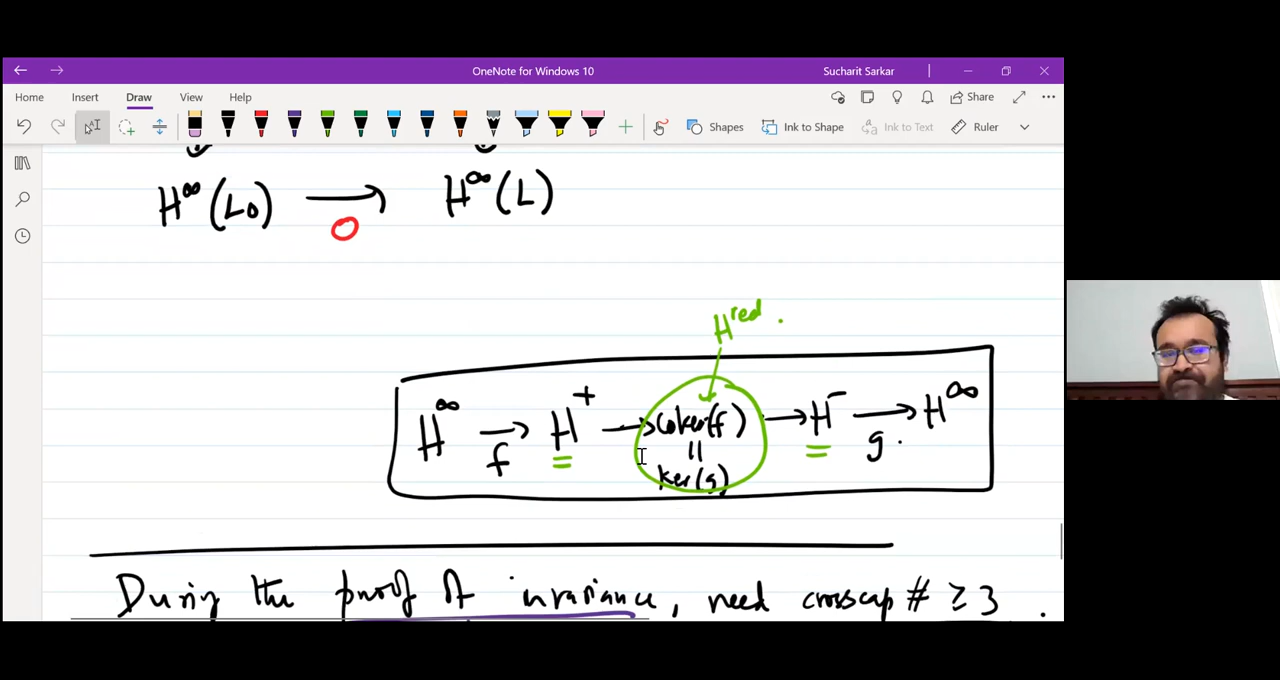 OneNote for Windows 10
Sucharit Sarkar
Home Insert Draw View Help
Share
Shapes Ink to Shape Ink to Text Ruler
H^∞(L₀) ⟶ H^∞(L)
0
H^red.
H^∞ ⟶ H^+ ⟶ coker(f) ⟶ H^- ⟶ H^∞
f || g.
ker(g)
During the proof of invariance, need crosscap # ≥ 3.